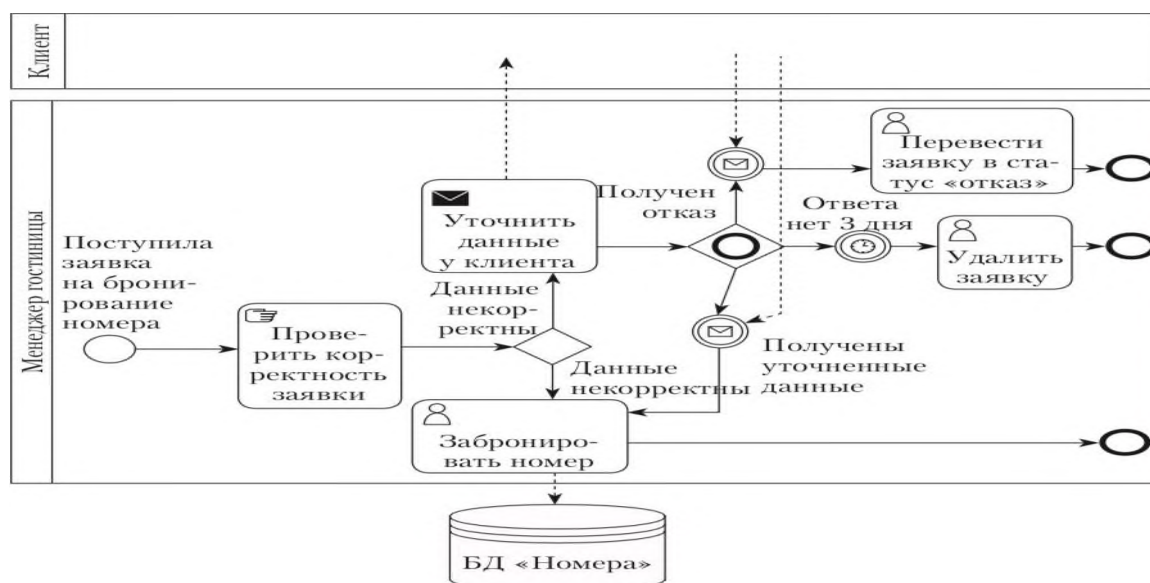 Клиент
Менеджер гостиницы
Поступила
заявка
на брони-
рование
номера
Прове-
рить кор-
ректность
заявки
Уточнить
данные
у клиента
Данные
некор-
ректны
Данные
некорректны
Заброниро-
вать номер
БД «Номера»
Получен
отказ
Перевести
заявку в ста-
тус «отказ»
Ответа
нет 3 дня
Удалить
заявку
Получены
уточненные
данные